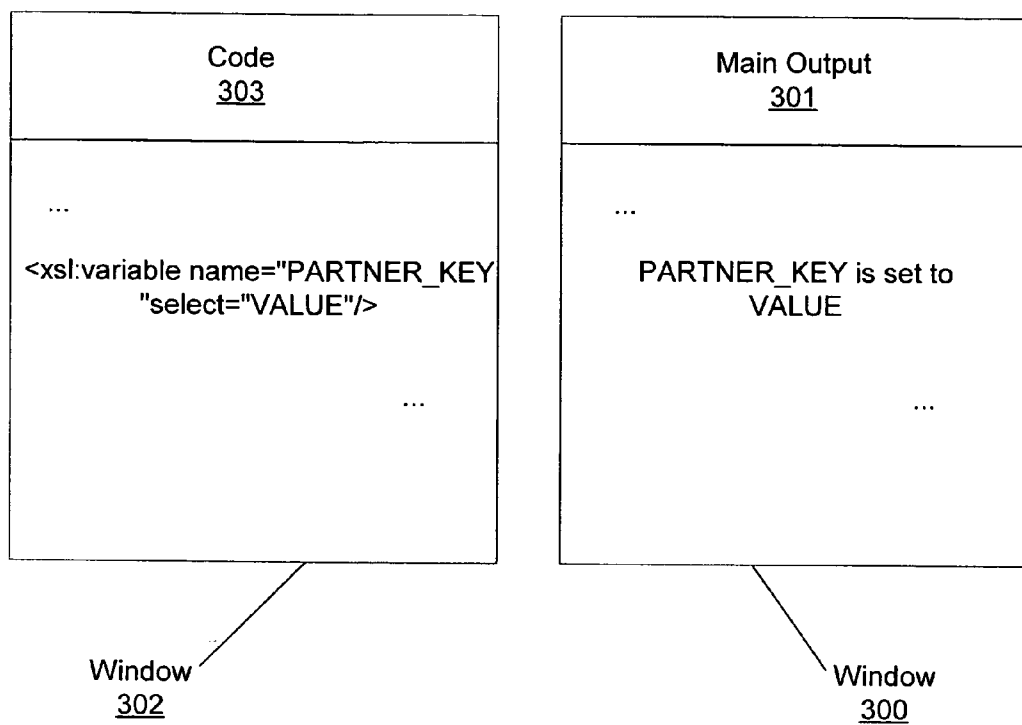 Code
303
...
<xsl:variable name="PARTNER_KEY
"select="VALUE"/>
...
Window
302
Main Output
301
...
PARTNER_KEY is set to
VALUE
...
Window
300